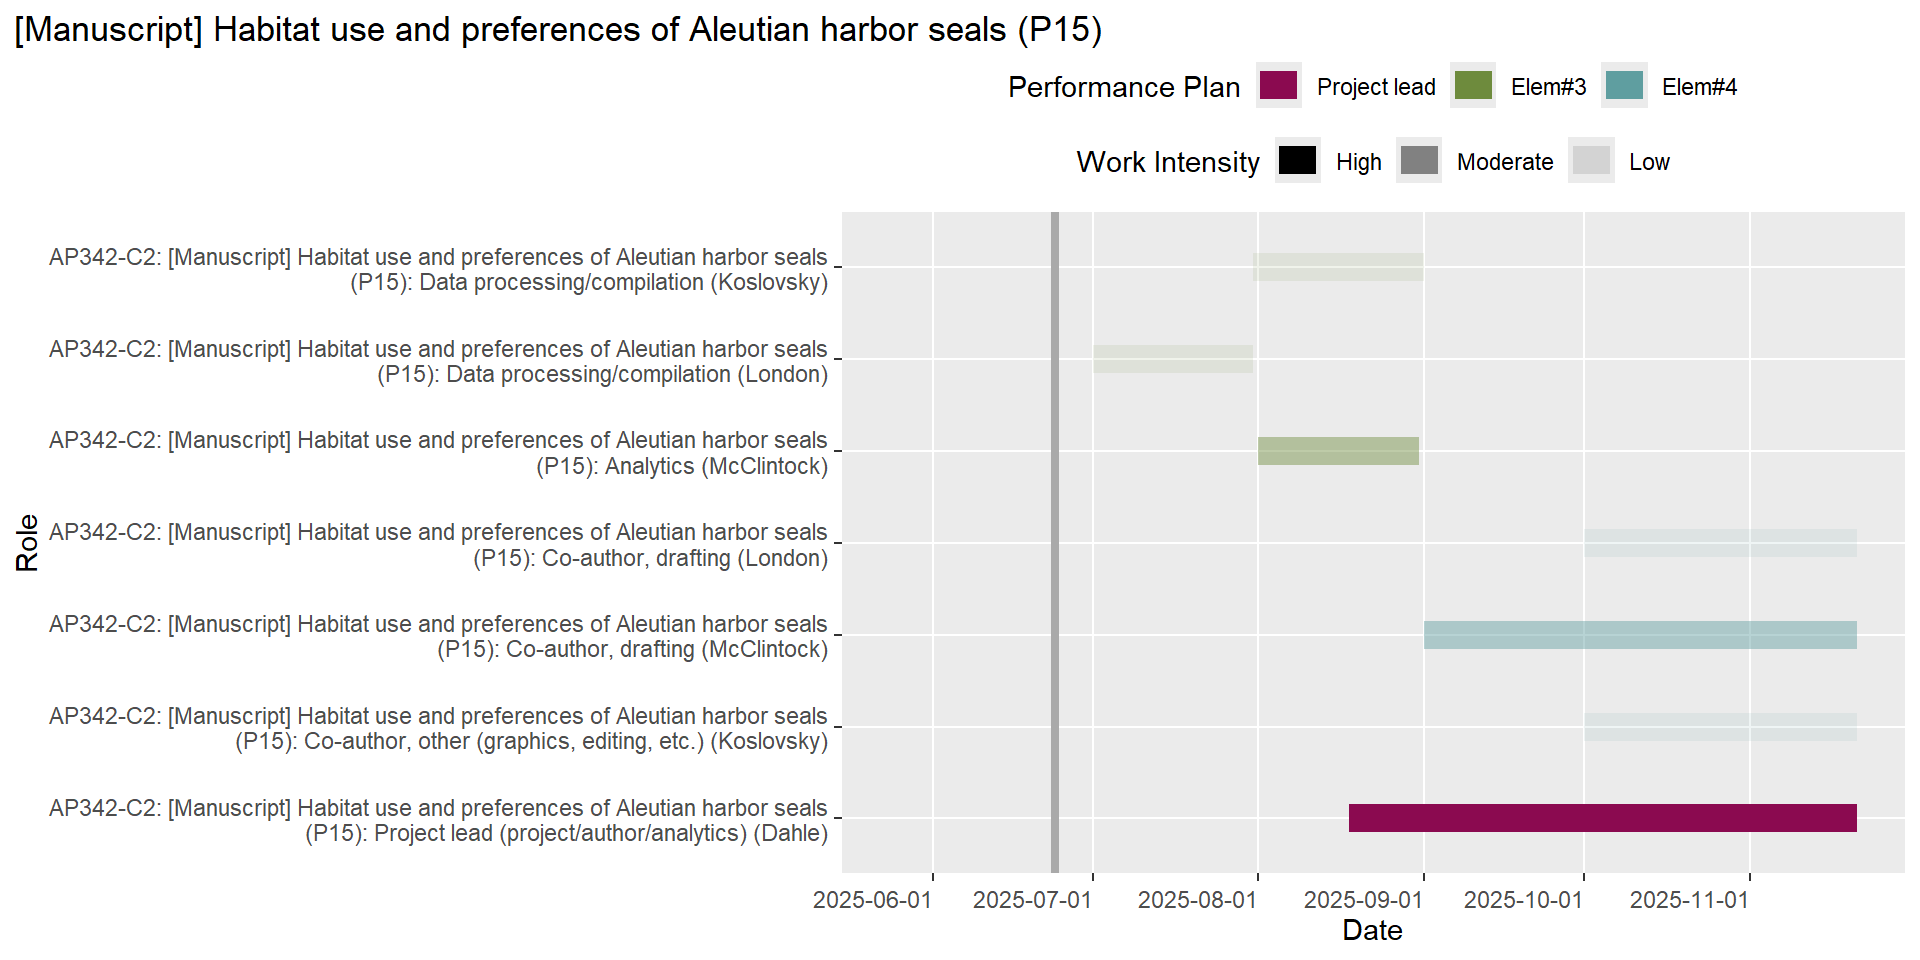 [Manuscript] Habitat use and preferences of Aleutian harbor seals (P15)
Performance Plan Project lead Elem#3 Elem#4
Work Intensity High Moderate Low
AP342-C2: [Manuscript] Habitat use and preferences of Aleutian harbor seals
(P15): Data processing/compilation (Koslovsky)
AP342-C2: [Manuscript] Habitat use and preferences of Aleutian harbor seals
(P15): Data processing/compilation (London)
AP342-C2: [Manuscript] Habitat use and preferences of Aleutian harbor seals
(P15): Analytics (McClintock)
AP342-C2: [Manuscript] Habitat use and preferences of Aleutian harbor seals
(P15): Co-author, drafting (London)
AP342-C2: [Manuscript] Habitat use and preferences of Aleutian harbor seals
(P15): Co-author, drafting (McClintock)
AP342-C2: [Manuscript] Habitat use and preferences of Aleutian harbor seals
(P15): Co-author, other (graphics, editing, etc.) (Koslovsky)
AP342-C2: [Manuscript] Habitat use and preferences of Aleutian harbor seals
(P15): Project lead (project/author/analytics) (Dahle)
Role
2025-06-01 2025-07-01 2025-08-01 2025-09-01 2025-10-01 2025-11-01
Date